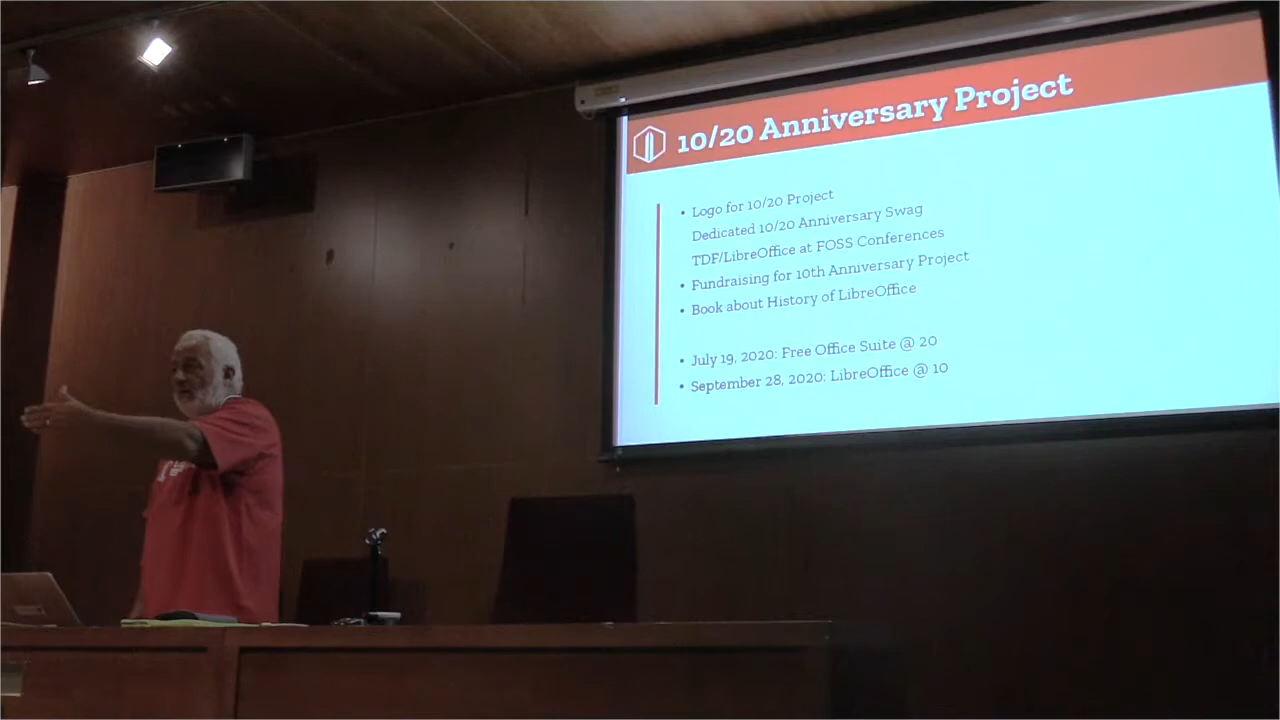 10/20 Anniversary Project
• Logo for 10/20 Project
Dedicated 10/20 Anniversary Swag
TDF/LibreOffice at FOSS Conferences
• Fundraising for 10th Anniversary Project
• Book about History of LibreOffice
• July 19, 2020: Free Office Suite @ 20
• September 28, 2020: LibreOffice @ 10